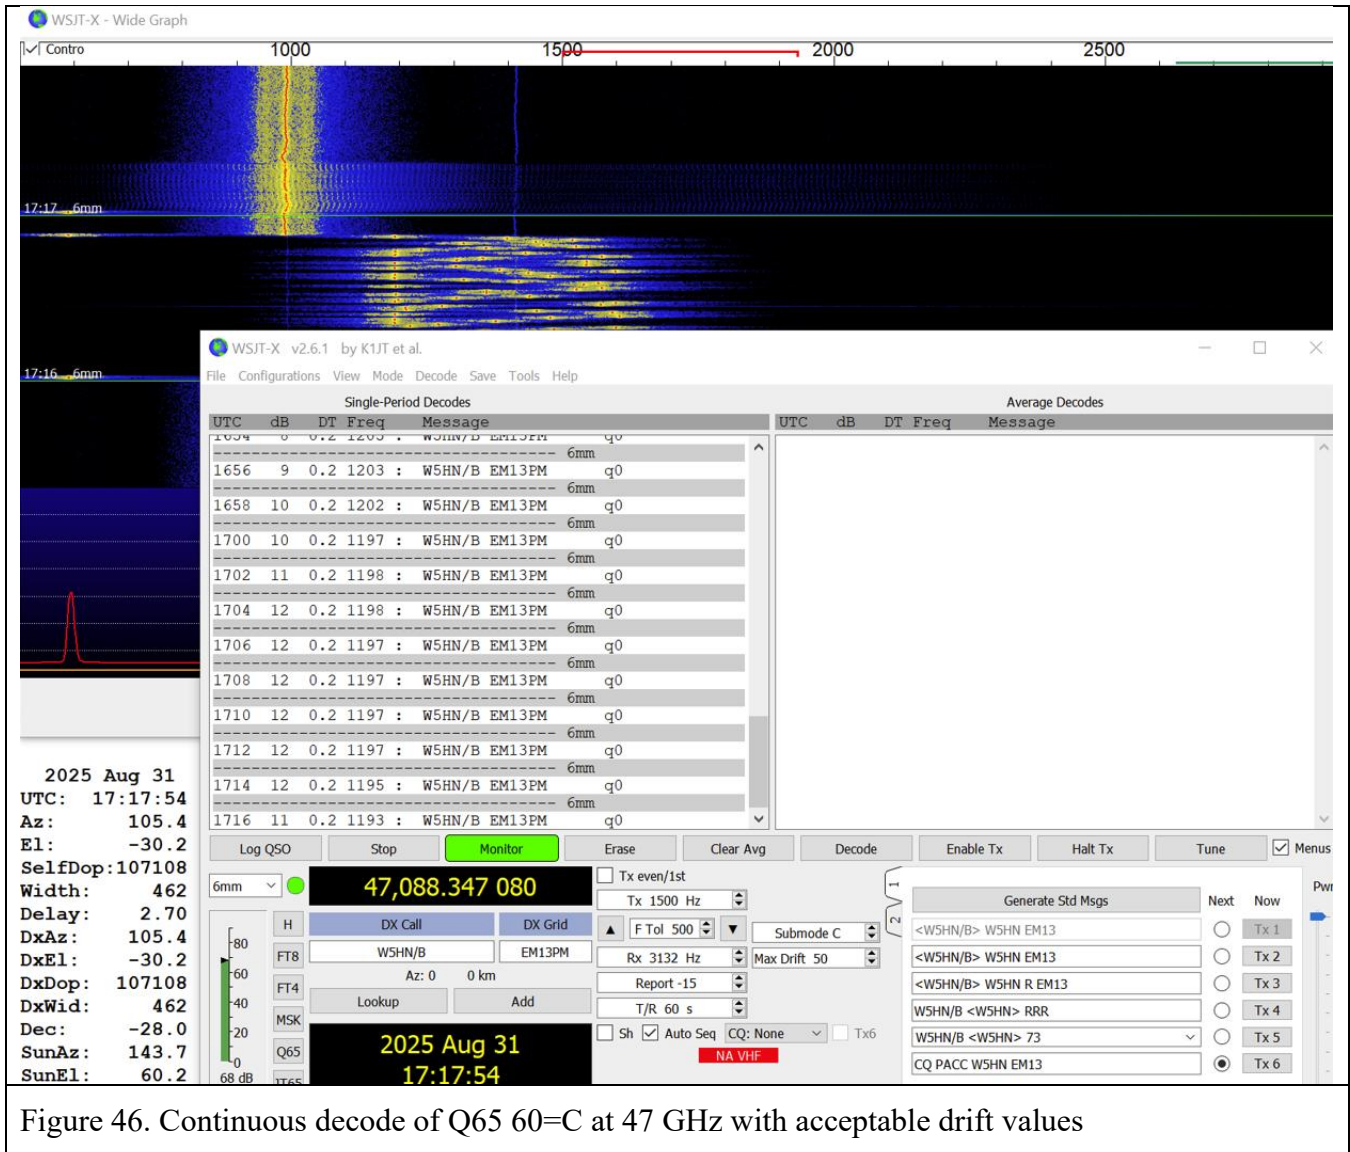 WSJT-X - Wide Graph
Contro 1000 1500 2000 2500
17:17 6mm
17:16 6mm
WSJT-X v2.6.1 by K1JT et al.
File Configurations View Mode Decode Save Tools Help
Single-Period Decodes Average Decodes
UTC dB DT Freq Message UTC dB DT Freq Message
1654 8 0.2 1203 : W5HN/B EM13PM q0
------------------------------------ 6mm
1656 9 0.2 1203 : W5HN/B EM13PM q0
------------------------------------ 6mm
1658 10 0.2 1202 : W5HN/B EM13PM q0
------------------------------------ 6mm
1700 10 0.2 1197 : W5HN/B EM13PM q0
------------------------------------ 6mm
1702 11 0.2 1198 : W5HN/B EM13PM q0
------------------------------------ 6mm
1704 12 0.2 1198 : W5HN/B EM13PM q0
------------------------------------ 6mm
1706 12 0.2 1197 : W5HN/B EM13PM q0
------------------------------------ 6mm
1708 12 0.2 1197 : W5HN/B EM13PM q0
------------------------------------ 6mm
1710 12 0.2 1197 : W5HN/B EM13PM q0
------------------------------------ 6mm
1712 12 0.2 1197 : W5HN/B EM13PM q0
------------------------------------ 6mm
1714 12 0.2 1195 : W5HN/B EM13PM q0
------------------------------------ 6mm
1716 11 0.2 1193 : W5HN/B EM13PM q0
2025 Aug 31
UTC: 17:17:54
Az: 105.4
El: -30.2
SelfDop:107108
Width: 462
Delay: 2.70
DxAz: 105.4
DxEl: -30.2
DxDop: 107108
DxWid: 462
Dec: -28.0
SunAz: 143.7
SunEl: 60.2
Log QSO Stop Monitor Erase Clear Avg Decode Enable Tx Halt Tx Tune Menus
6mm 47,088.347 080
-80
-60
-40
-20
-0
68 dB
H
FT8
FT4
MSK
Q65
JT65
DX Call DX Grid
W5HN/B EM13PM
Az: 0 0 km
Lookup Add
2025 Aug 31
17:17:54
Tx even/1st
Tx 1500 Hz
F Tol 500 Submode C
Rx 3132 Hz Max Drift 50
Report -15
T/R 60 s
Sh Auto Seq CQ: None Tx6
NA VHF
1
2
Generate Std Msgs Next Now Pwr
<W5HN/B> W5HN EM13 Tx 1
<W5HN/B> W5HN EM13 Tx 2
<W5HN/B> W5HN R EM13 Tx 3
W5HN/B <W5HN> RRR Tx 4
W5HN/B <W5HN> 73 Tx 5
CQ PACC W5HN EM13 Tx 6
Figure 46. Continuous decode of Q65 60=C at 47 GHz with acceptable drift values